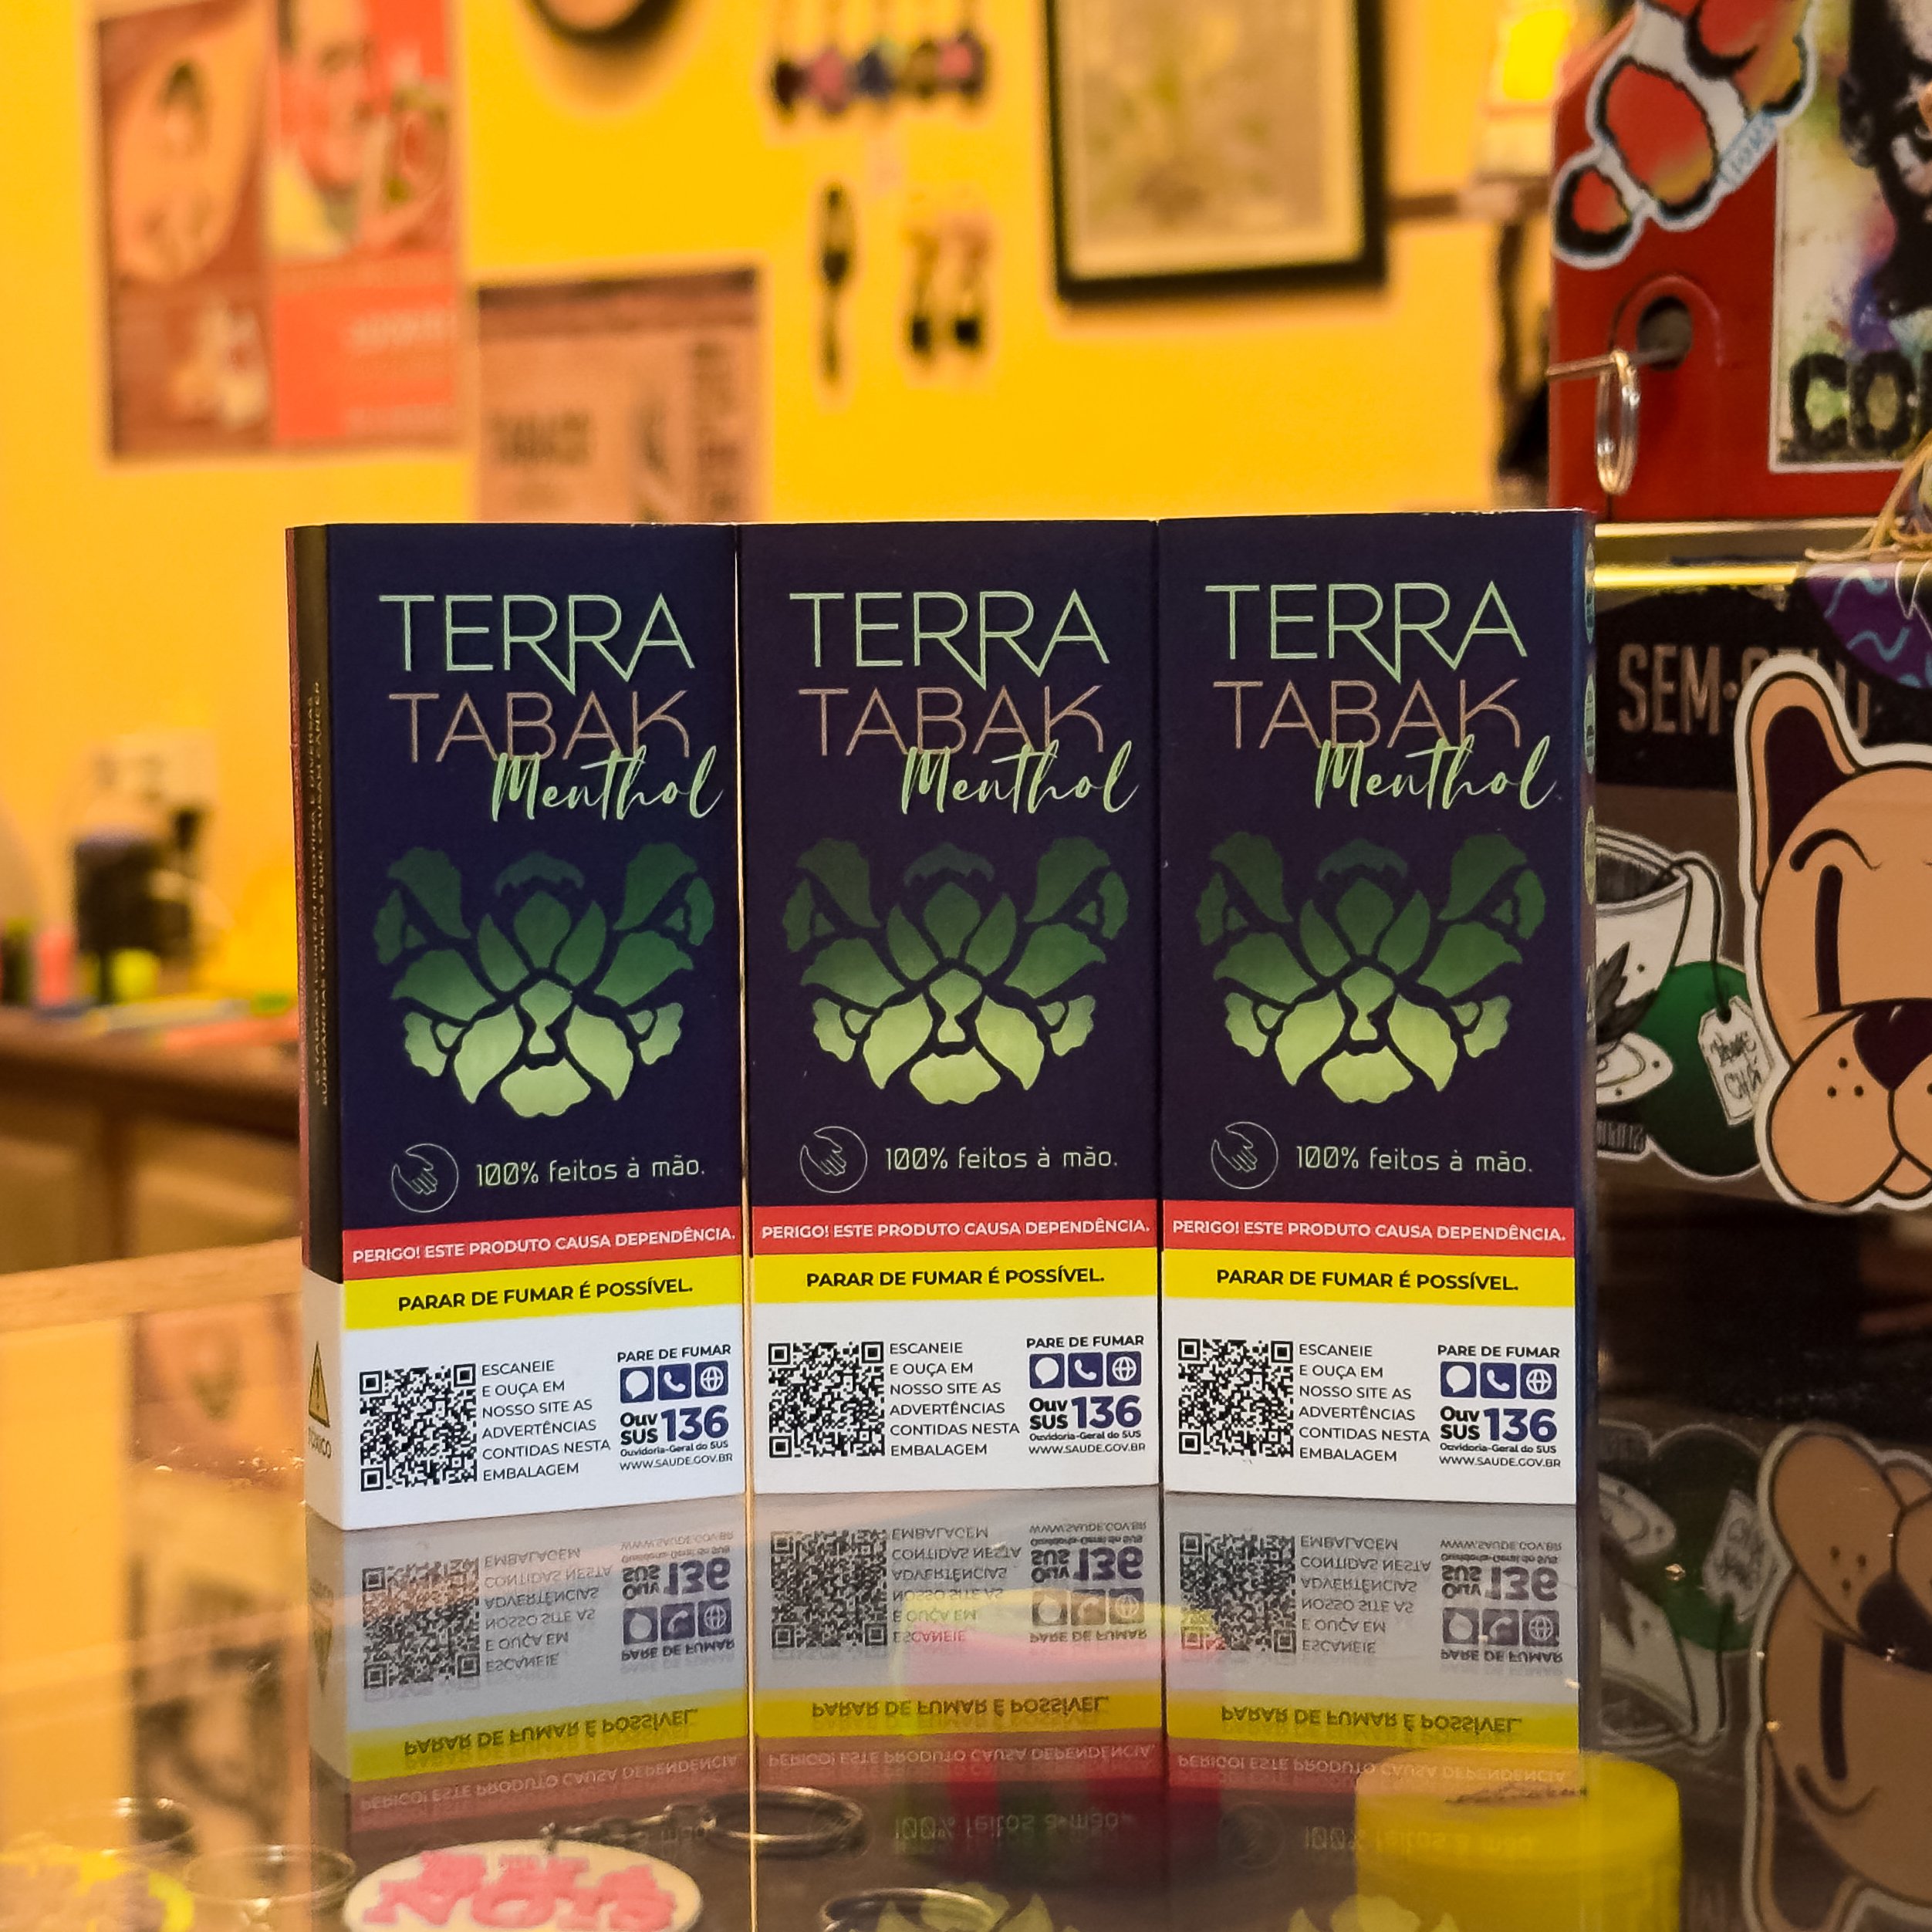 TERRA
TABAK
Menthol
100% feitos à mão.
PERIGO! ESTE PRODUTO CAUSA DEPENDÊNCIA.
PARAR DE FUMAR É POSSÍVEL.
ESCANEIE
E OUÇA EM
NOSSO SITE AS
ADVERTÊNCIAS
CONTIDAS NESTA
EMBALAGEM
PARE DE FUMAR
Ouv
SUS 136
Ouvidoria-Geral do SUS
WWW.SAUDE.GOV.BR
TERRA
TABAK
Menthol
100% feitos à mão.
PERIGO! ESTE PRODUTO CAUSA DEPENDÊNCIA.
PARAR DE FUMAR É POSSÍVEL.
ESCANEIE
E OUÇA EM
NOSSO SITE AS
ADVERTÊNCIAS
CONTIDAS NESTA
EMBALAGEM
PARE DE FUMAR
Ouv
SUS 136
Ouvidoria-Geral do SUS
WWW.SAUDE.GOV.BR
TERRA
TABAK
Menthol
100% feitos à mão.
PERIGO! ESTE PRODUTO CAUSA DEPENDÊNCIA.
PARAR DE FUMAR É POSSÍVEL.
ESCANEIE
E OUÇA EM
NOSSO SITE AS
ADVERTÊNCIAS
CONTIDAS NESTA
EMBALAGEM
PARE DE FUMAR
Ouv
SUS 136
Ouvidoria-Geral do SUS
WWW.SAUDE.GOV.BR
TABACO
SEM